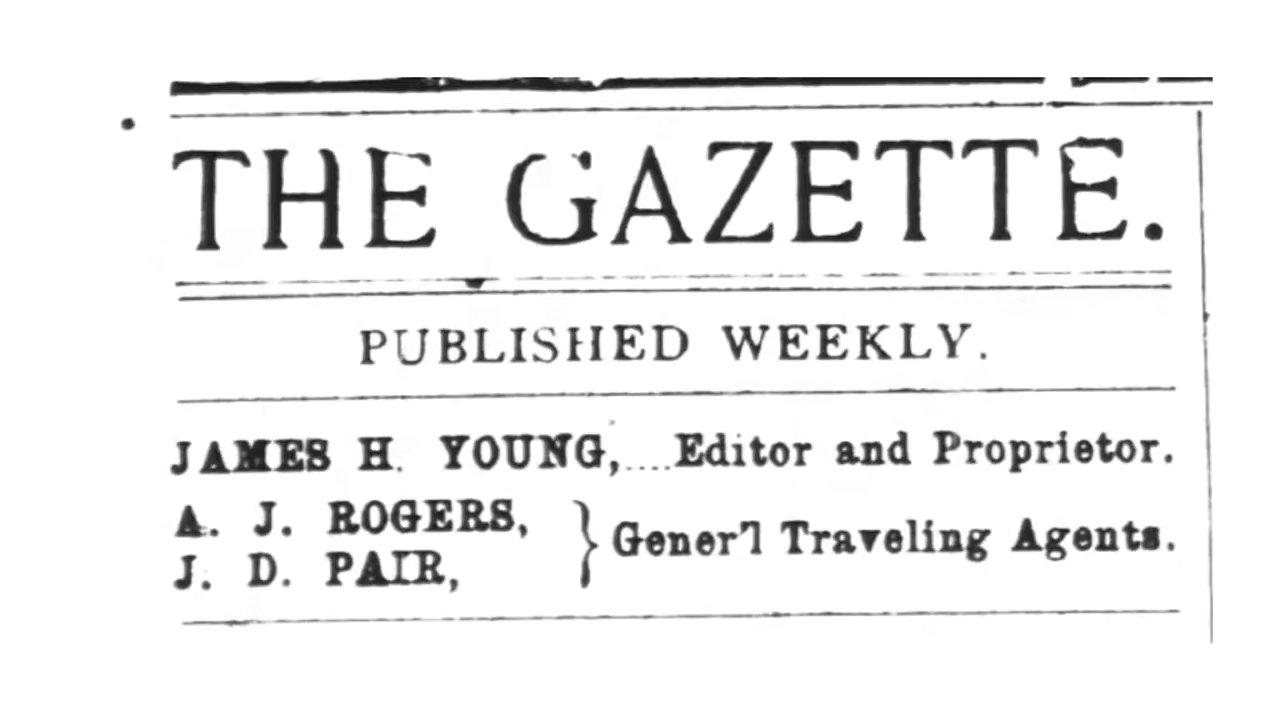 THE GAZETTE.
PUBLISHED WEEKLY.
JAMES H. YOUNG,....Editor and Proprietor.
A. J. ROGERS,
J. D. PAIR,
} Gener'l Traveling Agents.